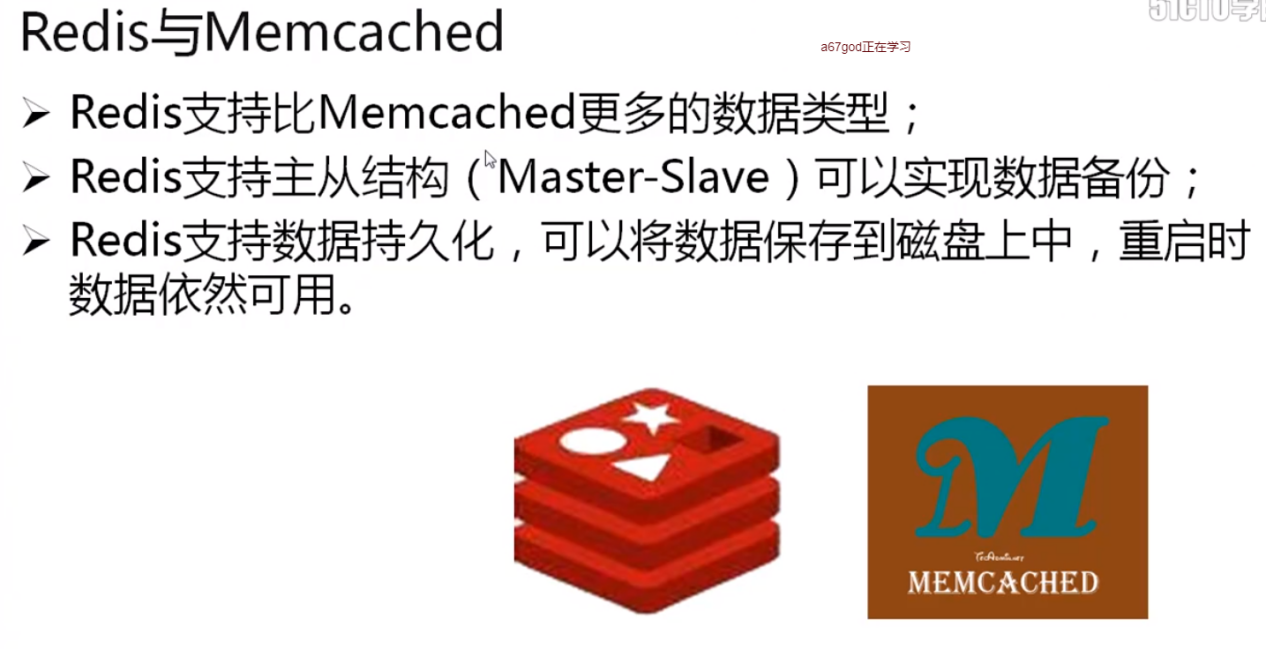 Redis与Memcached
a67god正在学习
Redis支持比Memcached更多的数据类型；
Redis支持主从结构（Master-Slave）可以实现数据备份；
Redis支持数据持久化，可以将数据保存到磁盘上中，重启时
数据依然可用。
MEMCACHED